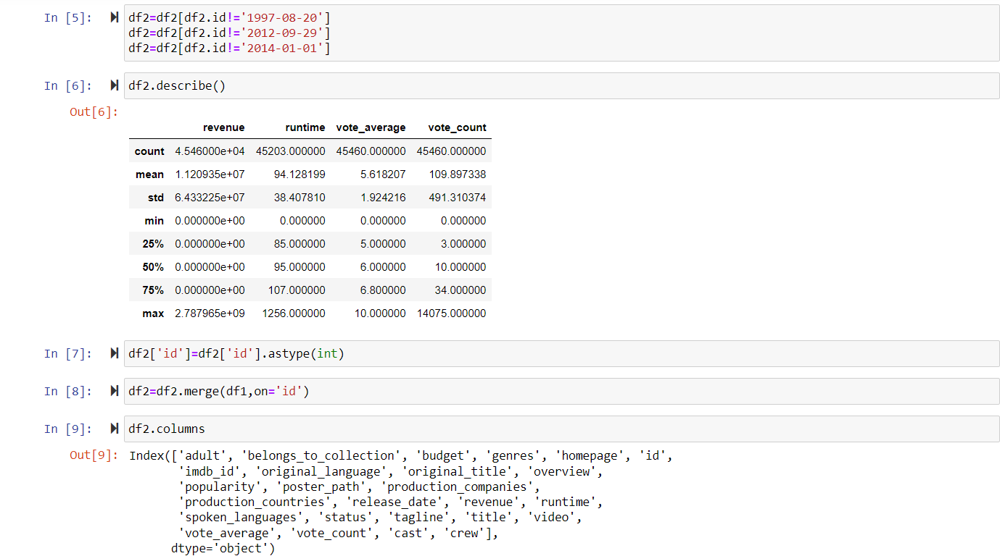 In [5]: df2=df2[df2.id!='1997-08-20']
df2=df2[df2.id!='2012-09-29']
df2=df2[df2.id!='2014-01-01']
In [6]: df2.describe()
Out[6]:
revenue runtime vote_average vote_count
count 4.546000e+04 45203.000000 45460.000000 45460.000000
mean 1.120935e+07 94.128199 5.618207 109.897338
std 6.433225e+07 38.407810 1.924216 491.310374
min 0.000000e+00 0.000000 0.000000 0.000000
25% 0.000000e+00 85.000000 5.000000 3.000000
50% 0.000000e+00 95.000000 6.000000 10.000000
75% 0.000000e+00 107.000000 6.800000 34.000000
max 2.787965e+09 1256.000000 10.000000 14075.000000
In [7]: df2['id']=df2['id'].astype(int)
In [8]: df2=df2.merge(df1,on='id')
In [9]: df2.columns
Out[9]: Index(['adult', 'belongs_to_collection', 'budget', 'genres', 'homepage', 'id',
'imdb_id', 'original_language', 'original_title', 'overview',
'popularity', 'poster_path', 'production_companies',
'production_countries', 'release_date', 'revenue', 'runtime',
'spoken_languages', 'status', 'tagline', 'title', 'video',
'vote_average', 'vote_count', 'cast', 'crew'],
dtype='object')